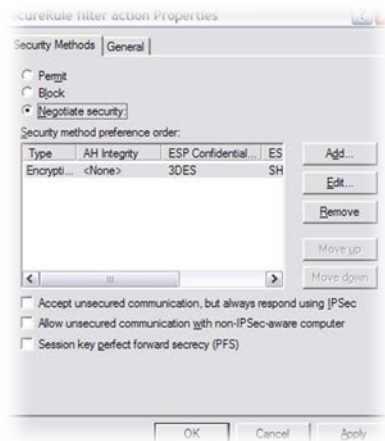 ecureRule filter action Properties
Security Methods General
Permit
Block
Negotiate security:
Security method preference order:
Type AH Integrity ESP Confidential... ES
Encrypti... <None> 3DES SH
Add...
Edit...
Remove
Move up
Move down
Accept unsecured communication, but always respond using IPSec
Allow unsecured communication with non-IPSec-aware computer
Session key perfect forward secrecy (PFS)
OK Cancel Apply